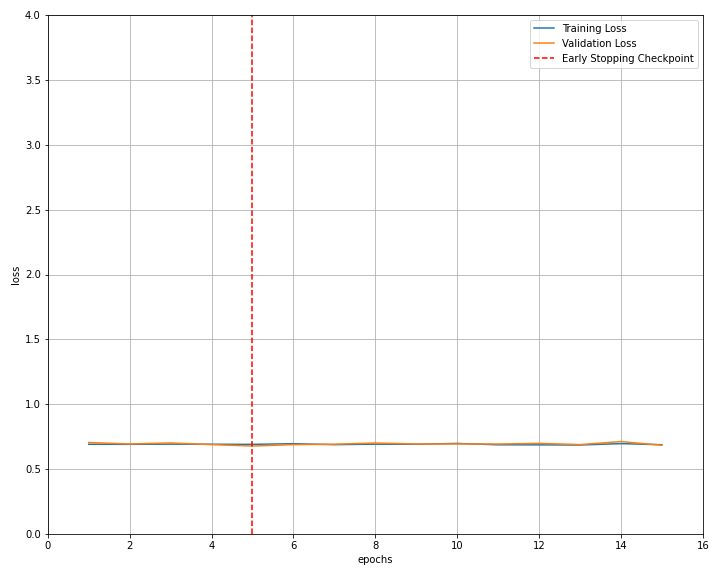 4.0
3.5
3.0
2.5
2.0
1.5
1.0
0.5
0.0
loss
0 2 4 6 8 10 12 14 16
epochs
Training Loss
Validation Loss
Early Stopping Checkpoint